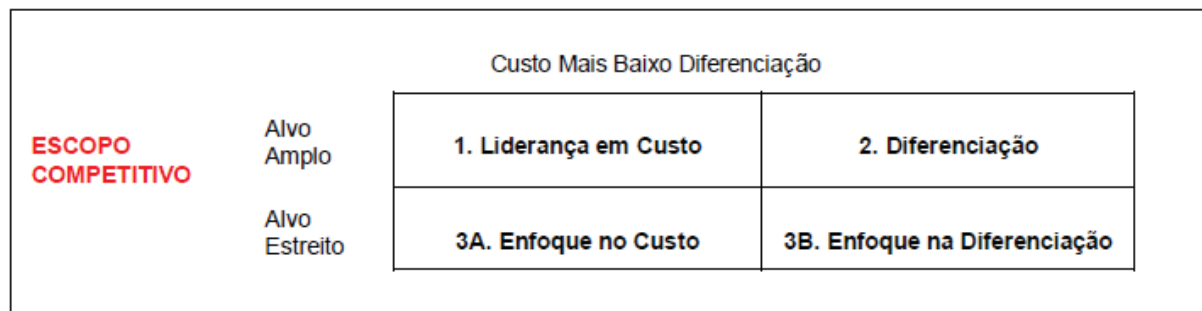 Custo Mais Baixo Diferenciação
ESCOPO
COMPETITIVO
Alvo
Amplo
1. Liderança em Custo
2. Diferenciação
Alvo
Estreito
3A. Enfoque no Custo
3B. Enfoque na Diferenciação